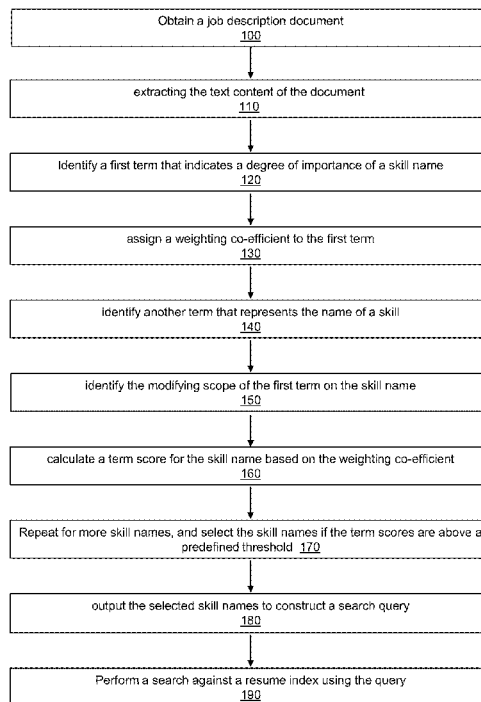 Obtain a job description document
100
extracting the text content of the document
110
Identify a first term that indicates a degree of importance of a skill name
120
assign a weighting co-efficient to the first term
130
identify another term that represents the name of a skill
140
identify the modifying scope of the first term on the skill name
150
calculate a term score for the skill name based on the weighting co-efficient
160
Repeat for more skill names, and select the skill names if the term scores are above a
predefined threshold 170
output the selected skill names to construct a search query
180
Perform a search against a resume index using the query
190